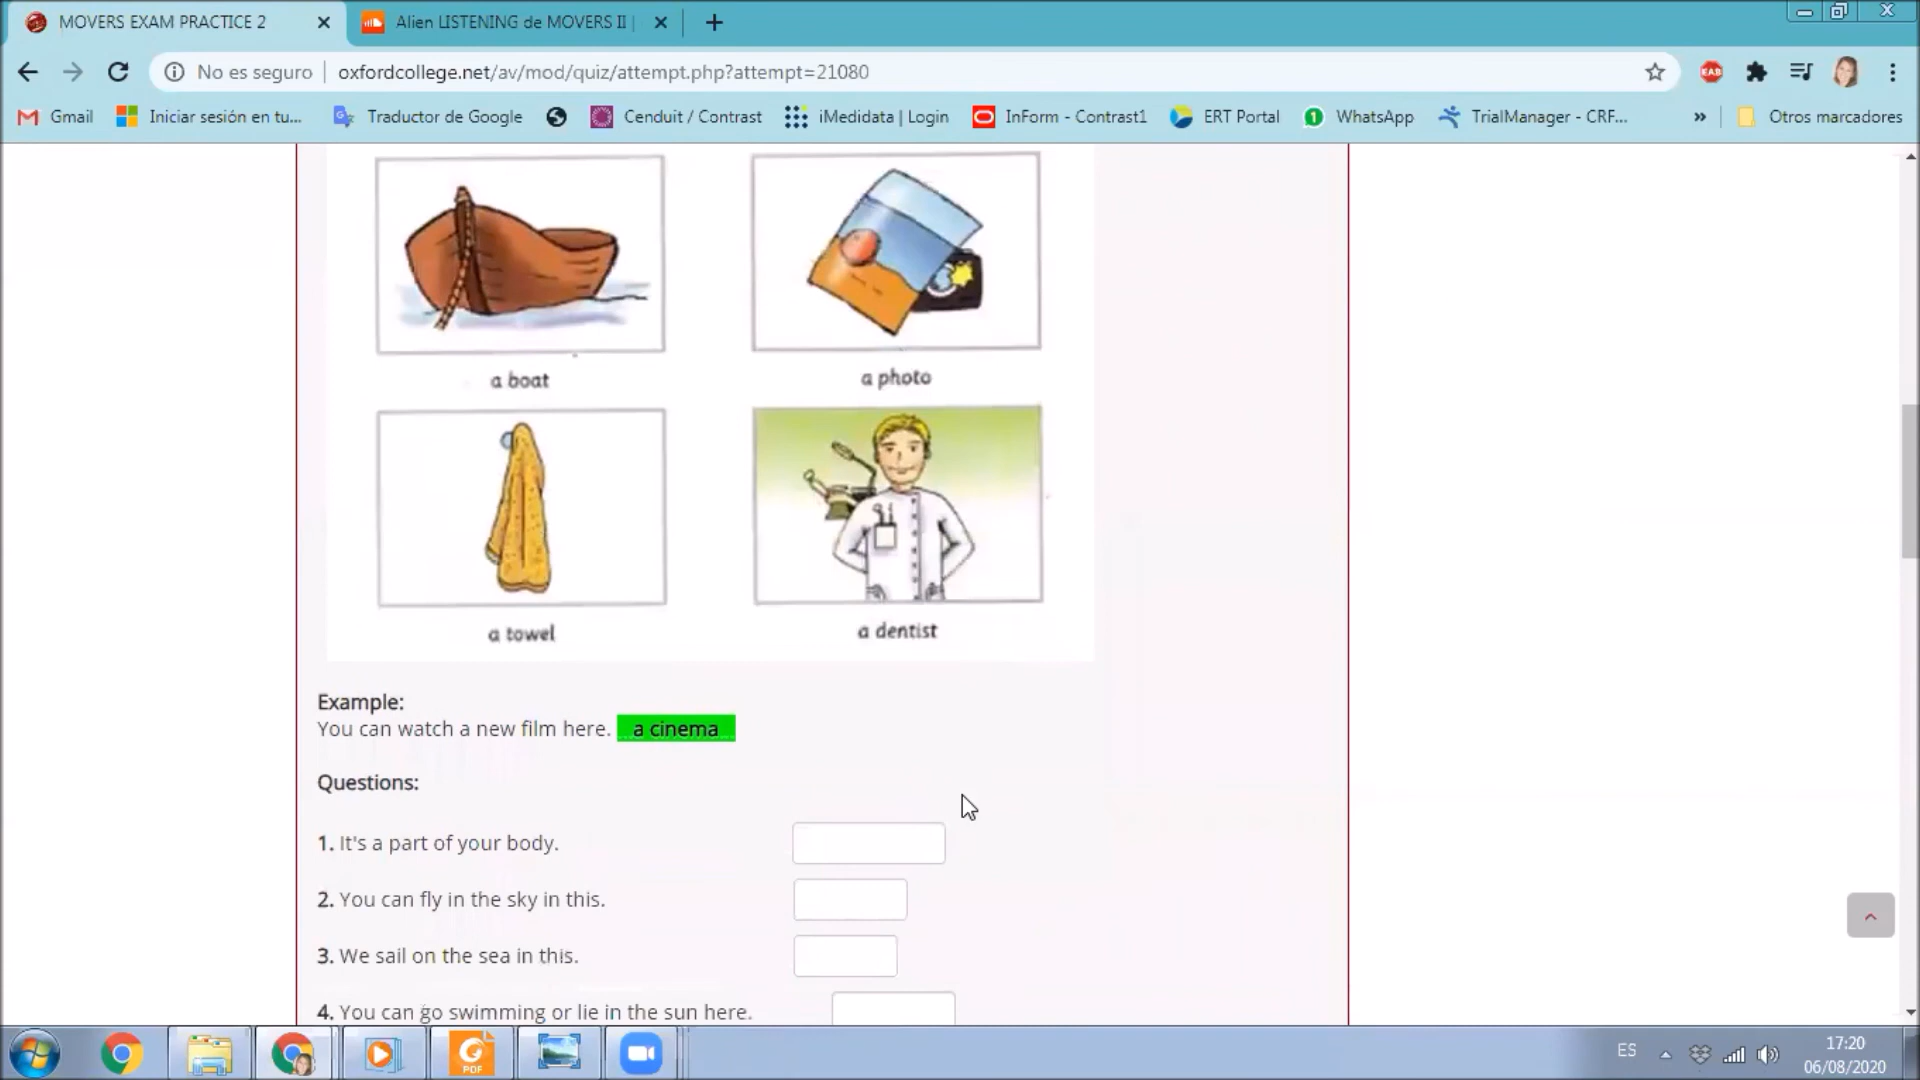 MOVERS EXAM PRACTICE 2
Alien LISTENING de MOVERS II |
No es seguro
oxfordcollege.net/av/mod/quiz/attempt.php?attempt=21080
EAB
Gmail
Iniciar sesión en tu...
Traductor de Google
Cenduit / Contrast
iMedidata | Login
InForm - Contrast1
ERT Portal
1
WhatsApp
TrialManager - CRF...
»
Otros marcadores
a boat
a photo
a towel
a dentist
Example:
You can watch a new film here. a cinema
Questions:
1. It's a part of your body.
2. You can fly in the sky in this.
3. We sail on the sea in this.
4. You can go swimming or lie in the sun here.
PDF
ES
17:20
06/08/2020